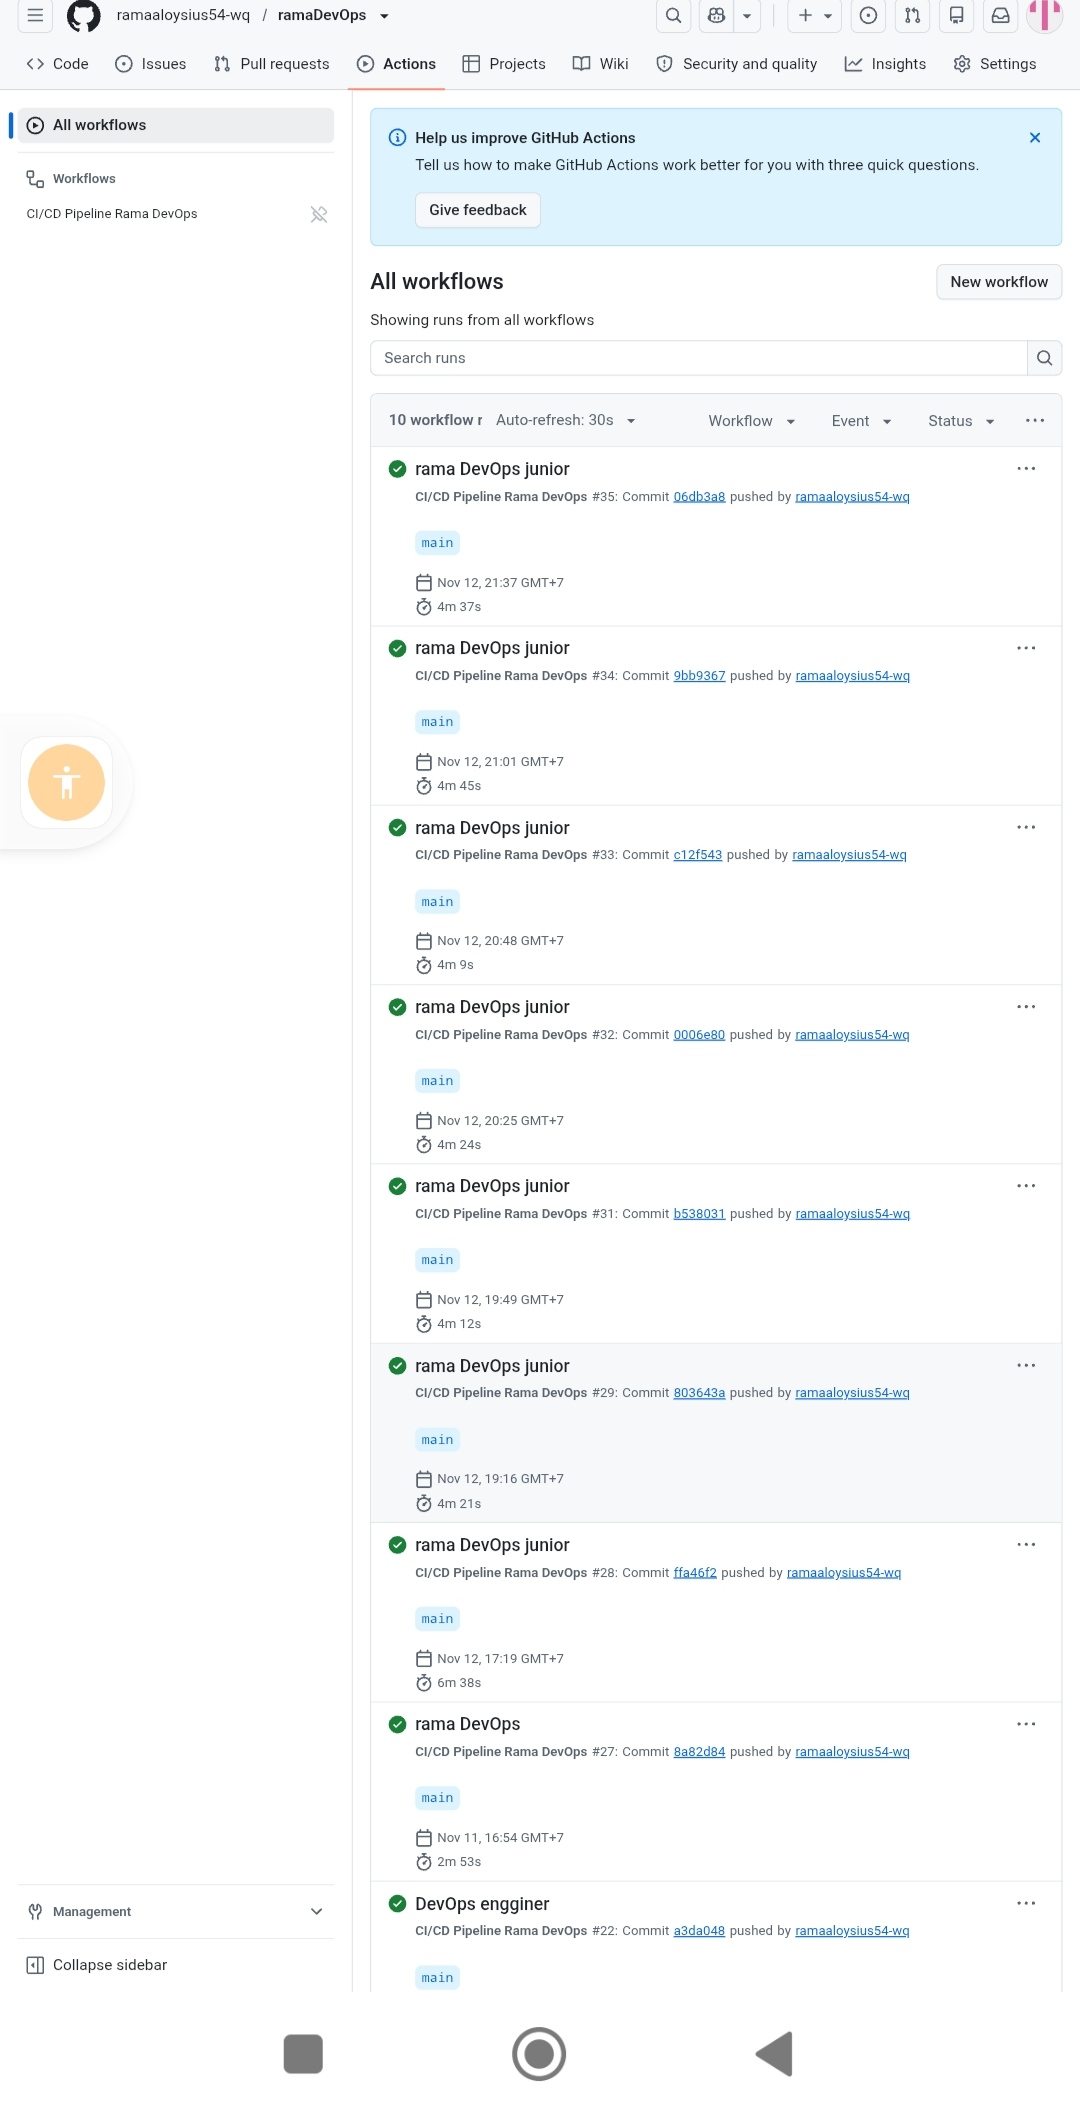 ramaaloysius54-wq / ramaDevOps
Code Issues Pull requests Actions Projects Wiki Security and quality Insights Settings
All workflows
Workflows
CI/CD Pipeline Rama DevOps
Help us improve GitHub Actions
Tell us how to make GitHub Actions work better for you with three quick questions.
Give feedback
All workflows
New workflow
Showing runs from all workflows
Search runs
10 workflow r Auto-refresh: 30s Workflow Event Status
rama DevOps junior
CI/CD Pipeline Rama DevOps #35: Commit 06db3a8 pushed by ramaaloysius54-wq
main
Nov 12, 21:37 GMT+7
4m 37s
rama DevOps junior
CI/CD Pipeline Rama DevOps #34: Commit 9bb9367 pushed by ramaaloysius54-wq
main
Nov 12, 21:01 GMT+7
4m 45s
rama DevOps junior
CI/CD Pipeline Rama DevOps #33: Commit c12f543 pushed by ramaaloysius54-wq
main
Nov 12, 20:48 GMT+7
4m 9s
rama DevOps junior
CI/CD Pipeline Rama DevOps #32: Commit 0006e80 pushed by ramaaloysius54-wq
main
Nov 12, 20:25 GMT+7
4m 24s
rama DevOps junior
CI/CD Pipeline Rama DevOps #31: Commit b538031 pushed by ramaaloysius54-wq
main
Nov 12, 19:49 GMT+7
4m 12s
rama DevOps junior
CI/CD Pipeline Rama DevOps #29: Commit 803643a pushed by ramaaloysius54-wq
main
Nov 12, 19:16 GMT+7
4m 21s
rama DevOps junior
CI/CD Pipeline Rama DevOps #28: Commit ffa46f2 pushed by ramaaloysius54-wq
main
Nov 12, 17:19 GMT+7
6m 38s
rama DevOps
CI/CD Pipeline Rama DevOps #27: Commit 8a82d84 pushed by ramaaloysius54-wq
main
Nov 11, 16:54 GMT+7
2m 53s
DevOps engginer
CI/CD Pipeline Rama DevOps #22: Commit a3da048 pushed by ramaaloysius54-wq
main
Management
Collapse sidebar